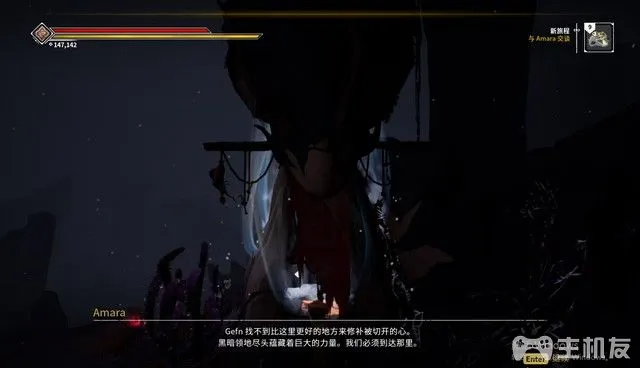 147,142
新旅程
与 Amara 交谈
9
Amara
Gefn 找不到比这里更好的地方来修补被切开的心。
黑暗领地尽头蕴藏着巨大的力量。我们必须到达那里。
主机友
Enter